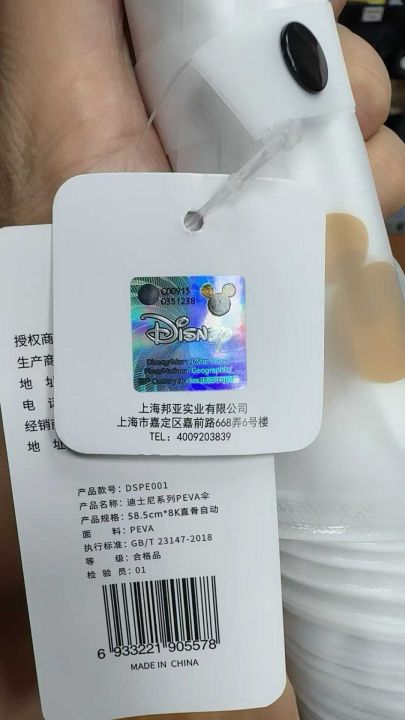 CD0915
0351238
Disney
上海邦亚实业有限公司
上海市嘉定区嘉前路668弄6号楼
TEL: 4009203839
授权商
生产商
地 址
电
经销商
地 址
产品款号: DSPE001
产品名称: 迪士尼系列PEVA伞
产品规格: 58.5cm*8K直骨自动
面 料: PEVA
执行标准: GB/T 23147-2018
等 级: 合格品
检 验 员: 01
6 933221 905578
MADE IN CHINA